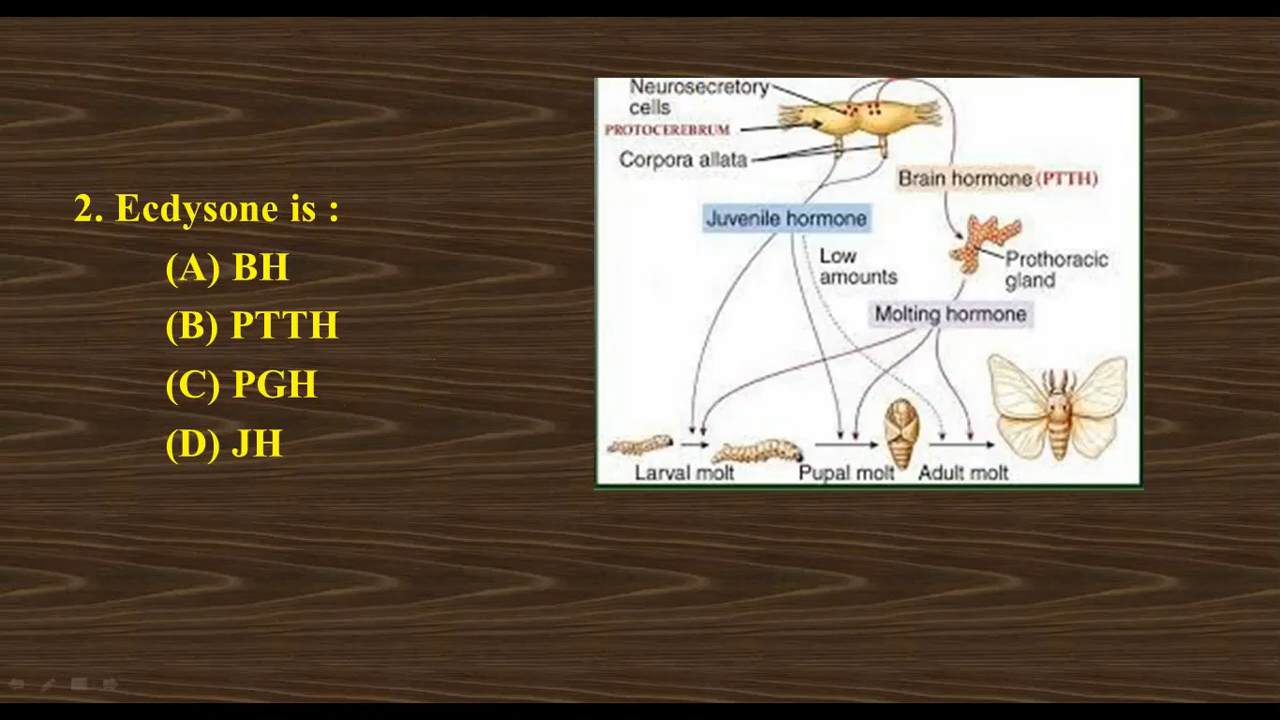 2. Ecdysone is :
(A) BH
(B) PTTH
(C) PGH
(D) JH
Neurosecretory
cells
PROTOCEREBRUM
Corpora allata
Brain hormone (PTTH)
Juvenile hormone
Low
amounts
Prothoracic
gland
Molting hormone
Larval molt
Pupal molt
Adult molt